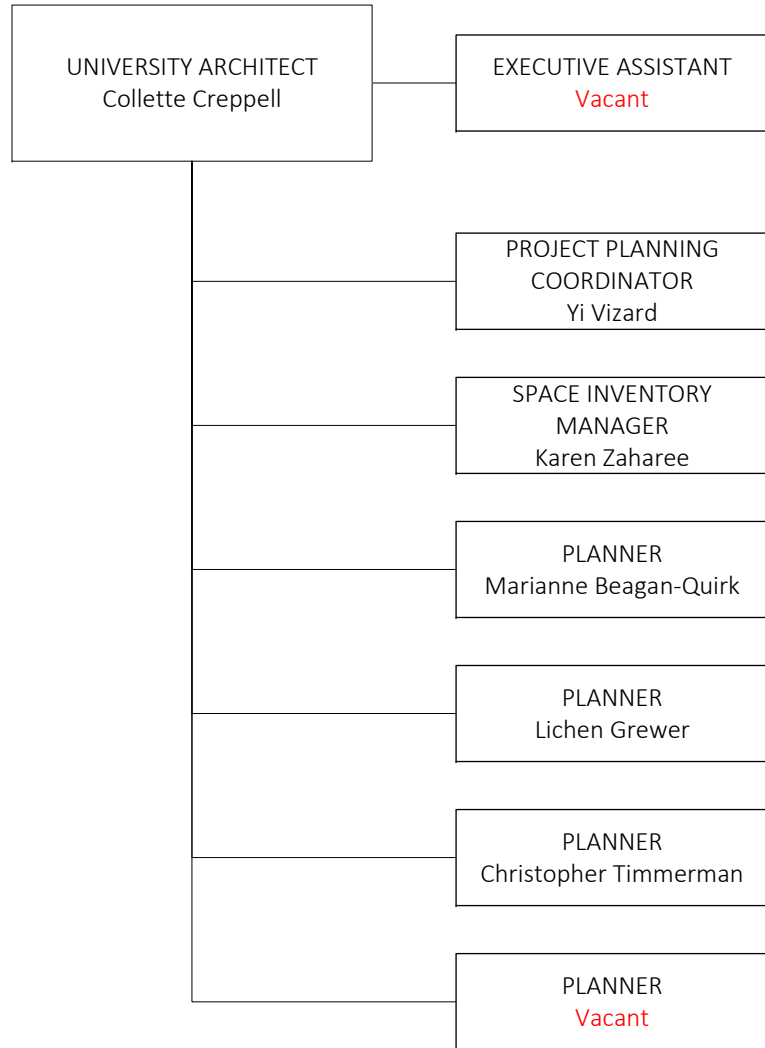 UNIVERSITY ARCHITECT
Collette Creppell
EXECUTIVE ASSISTANT
Vacant
PROJECT PLANNING
COORDINATOR
Yi Vizard
SPACE INVENTORY
MANAGER
Karen Zaharee
PLANNER
Marianne Beagan-Quirk
PLANNER
Lichen Grewer
PLANNER
Christopher Timmerman
PLANNER
Vacant